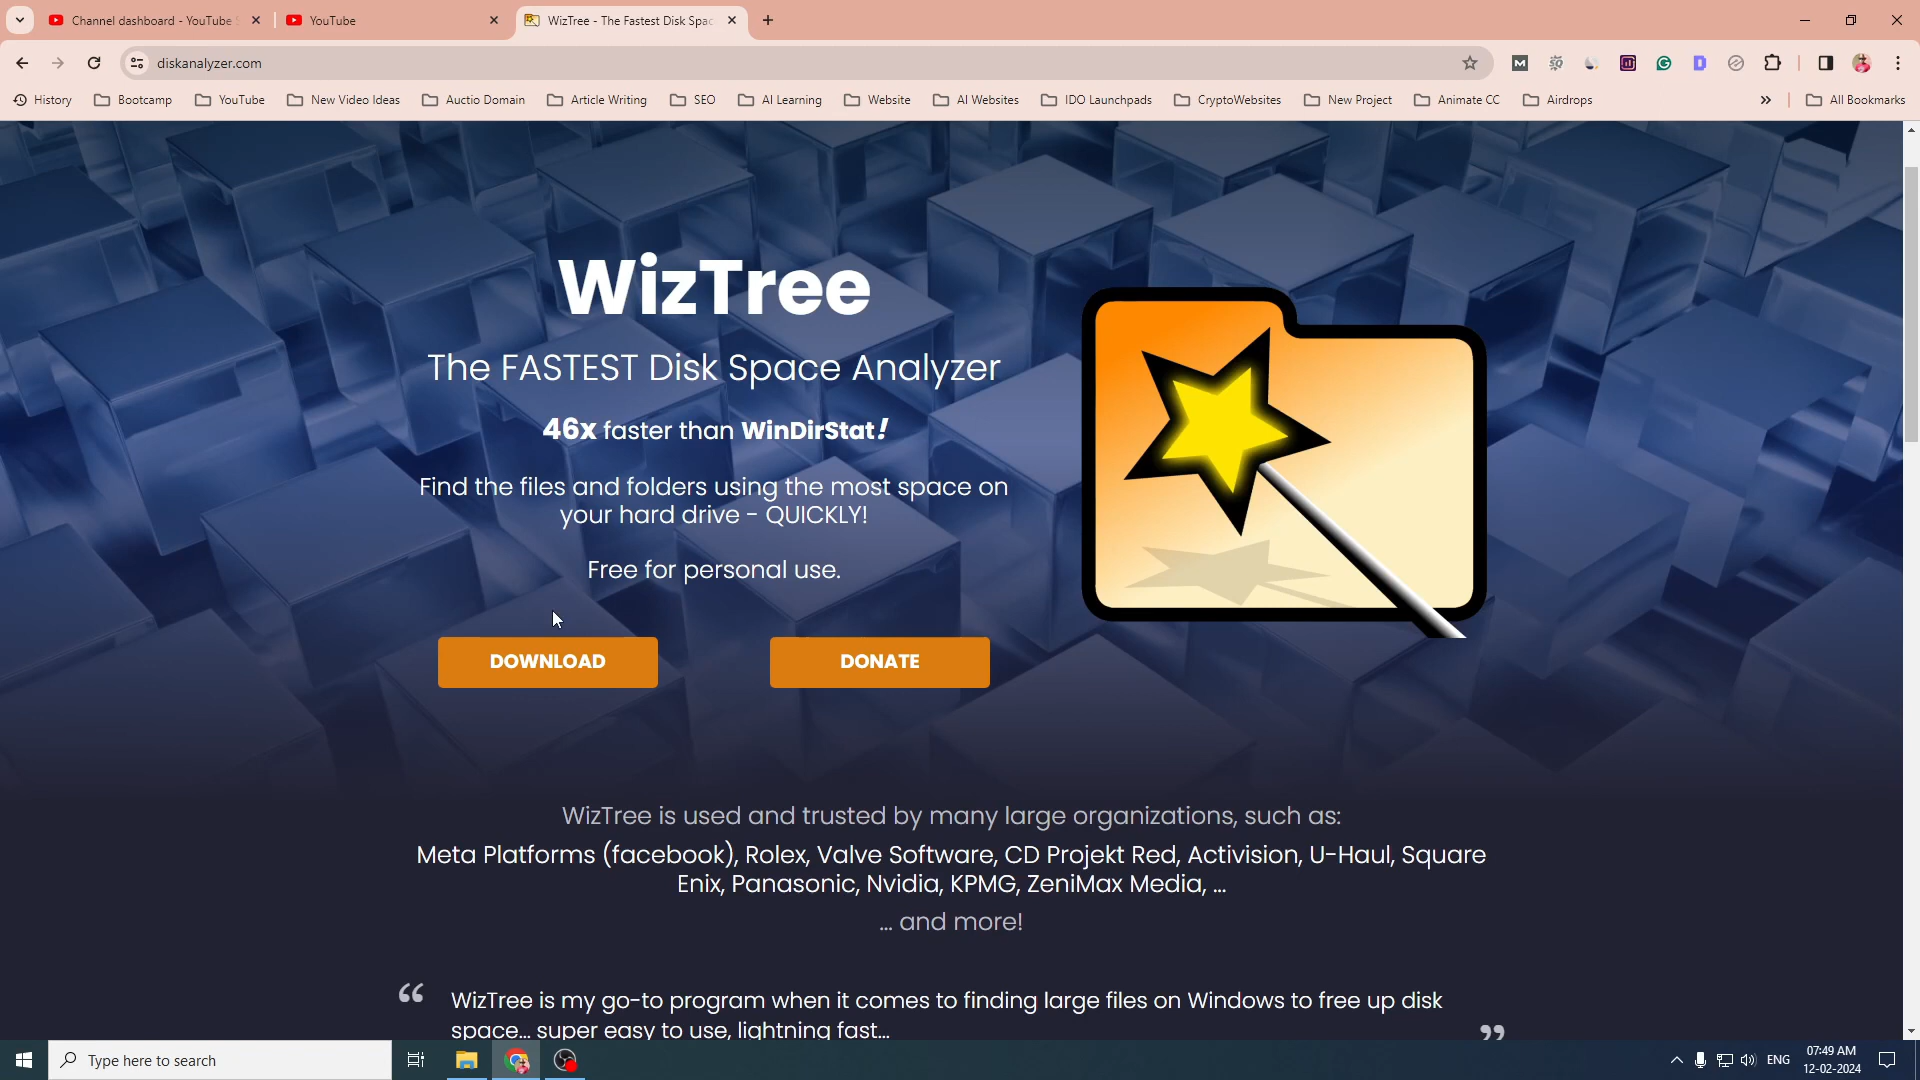 Channel dashboard - YouTube S
YouTube
WizTree - The Fastest Disk Spac
diskanalyzer.com
History
Bootcamp
YouTube
New Video Ideas
Auctio Domain
Article Writing
SEO
AI Learning
Website
AI Websites
IDO Launchpads
CryptoWebsites
New Project
Animate CC
Airdrops
»
All Bookmarks
WizTree
The FASTEST Disk Space Analyzer
46x faster than WinDirStat!
Find the files and folders using the most space on
your hard drive - QUICKLY!
Free for personal use.
DOWNLOAD
DONATE
WizTree is used and trusted by many large organizations, such as:
Meta Platforms (facebook), Rolex, Valve Software, CD Projekt Red, Activision, U-Haul, Square
Enix, Panasonic, Nvidia, KPMG, ZeniMax Media, ...
... and more!
“ WizTree is my go-to program when it comes to finding large files on Windows to free up disk
space... super easy to use, lightning fast... ”
Type here to search
ENG
07:49 AM
12-02-2024